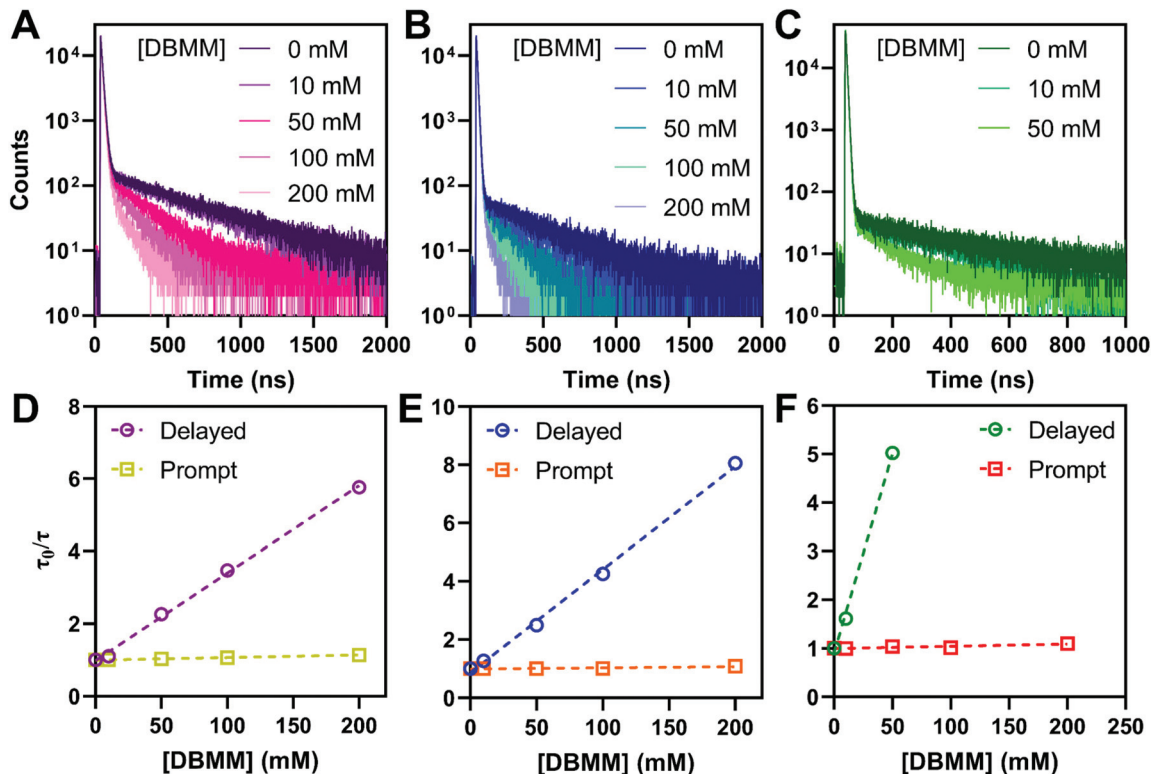 A
[DBMM]
0 mM
10 mM
50 mM
100 mM
200 mM
10⁴
10³
10²
10¹
10⁰
Counts
0 500 1000 1500 2000
Time (ns)
B
[DBMM]
0 mM
10 mM
50 mM
100 mM
200 mM
10⁴
10³
10²
10¹
10⁰
0 500 1000 1500 2000
Time (ns)
C
[DBMM]
0 mM
10 mM
50 mM
10⁴
10³
10²
10¹
10⁰
0 200 400 600 800 1000
Time (ns)
D
Delayed
Prompt
8
6
4
2
0
τ₀/τ
0 50 100 150 200
[DBMM] (mM)
E
Delayed
Prompt
10
8
6
4
2
0
0 50 100 150 200
[DBMM] (mM)
F
Delayed
Prompt
6
5
4
3
2
1
0
0 50 100 150 200 250
[DBMM] (mM)